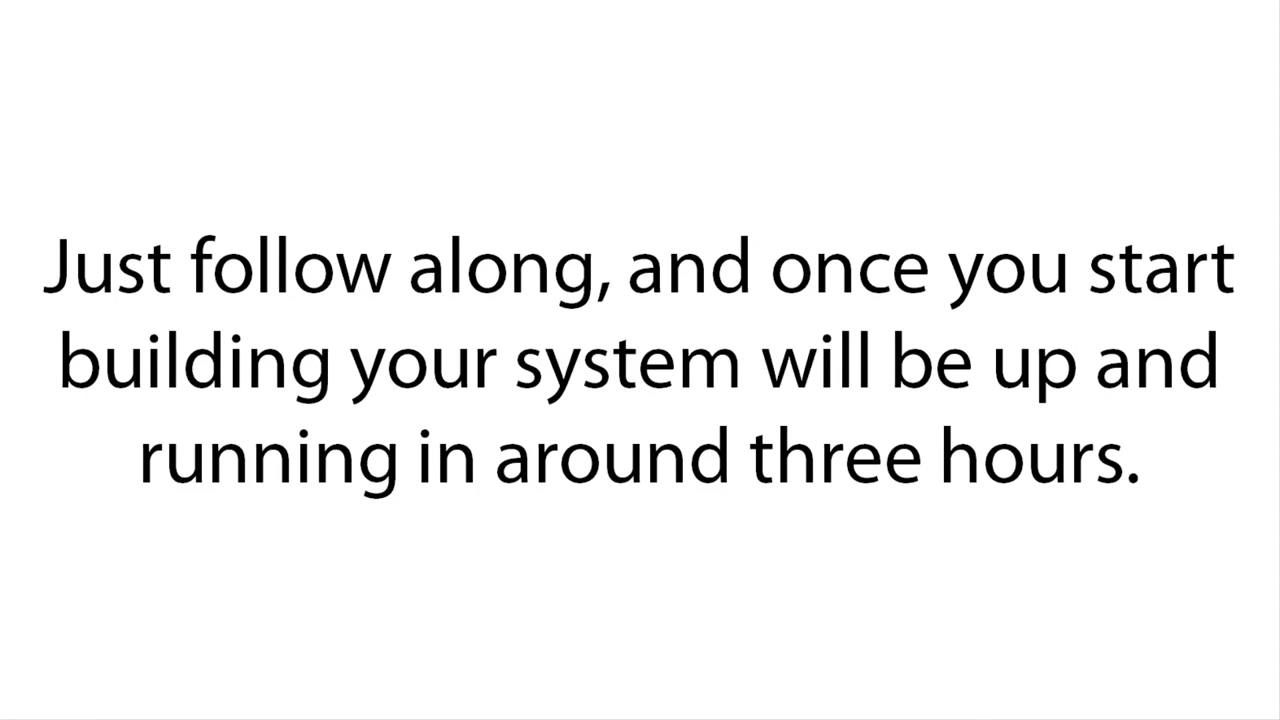 Just follow along, and once you start
building your system will be up and
running in around three hours.